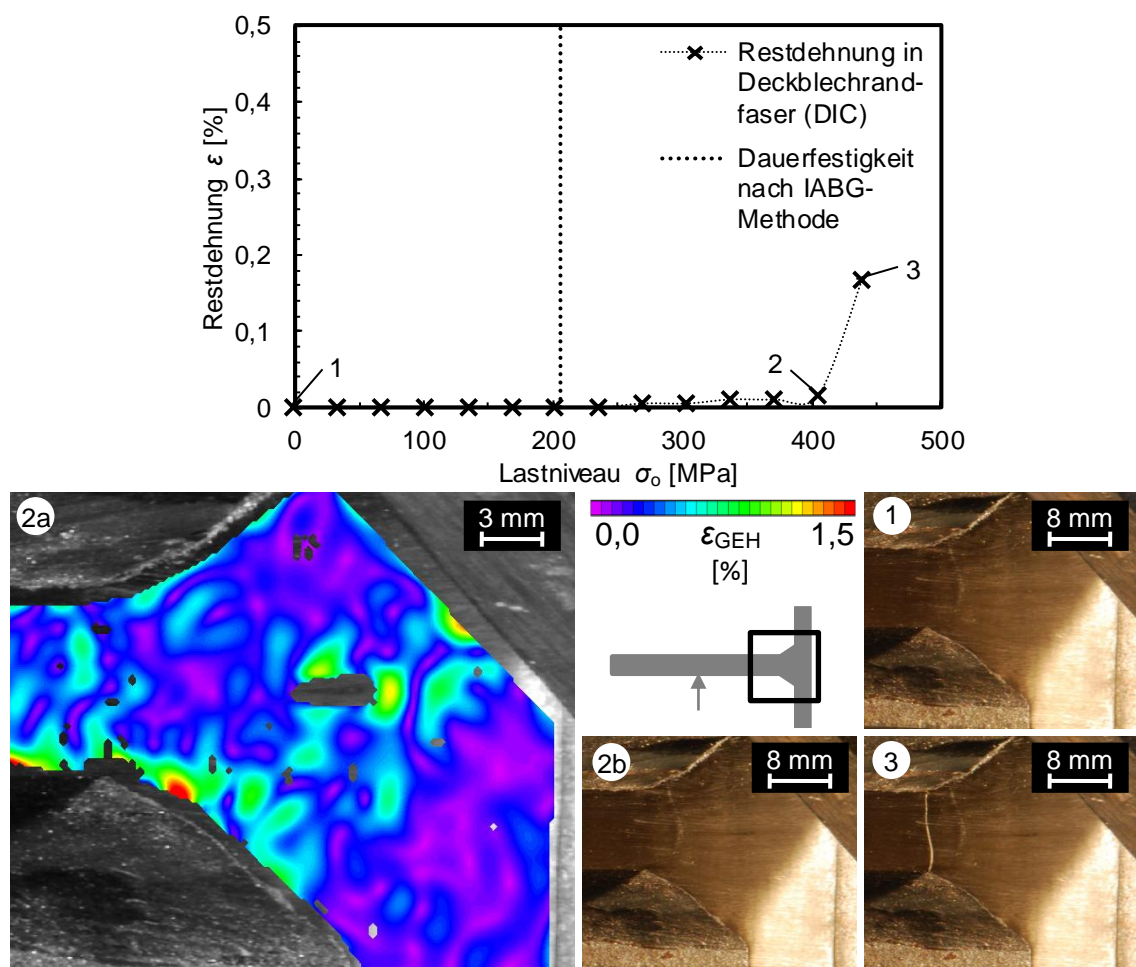 0,5
0,4
0,3
0,2
0,1
0
Restdehnung ε [%]
Restdehnung in
Deckblechrand-
faser (DIC)
Dauerfestigkeit
nach IABG-
Methode
1
2
3
0 100 200 300 400 500
Lastniveau σo [MPa]
2a
3 mm
0,0 εGEH 1,5
[%]
1
8 mm
2b
8 mm
3
8 mm